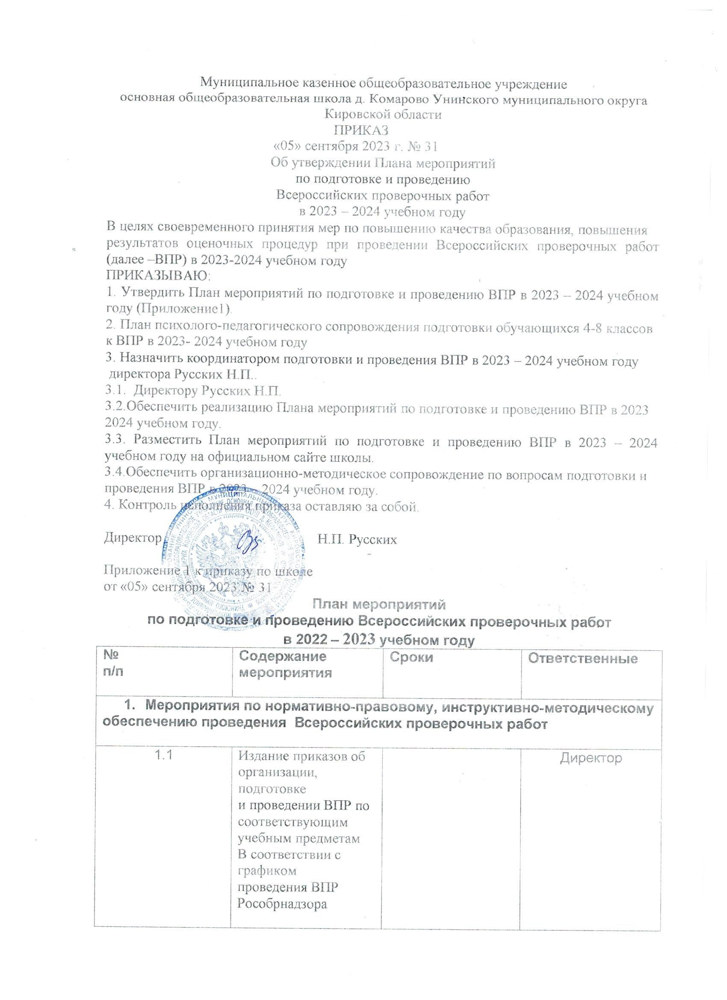 Муниципальное казенное общеобразовательное учреждение
основная общеобразовательная школа д. Комарово Унинского муниципального округа
Кировской области
ПРИКАЗ
«05» сентября 2023 г. № 31
Об утверждении Плана мероприятий
по подготовке и проведению
Всероссийских проверочных работ
в 2023 – 2024 учебном году
В целях своевременного принятия мер по повышению качества образования, повышения
результатов оценочных процедур при проведении Всероссийских проверочных работ
(далее –ВПР) в 2023-2024 учебном году
ПРИКАЗЫВАЮ:
1. Утвердить План мероприятий по подготовке и проведению ВПР в 2023 – 2024 учебном
году (Приложение1).
2. План психолого-педагогического сопровождения подготовки обучающихся 4-8 классов
к ВПР в 2023- 2024 учебном году
3. Назначить координатором подготовки и проведения ВПР в 2023 – 2024 учебном году
директора Русских Н.П..
3.1. Директору Русских Н.П.
3.2.Обеспечить реализацию Плана мероприятий по подготовке и проведению ВПР в 2023
2024 учебном году.
3.3. Разместить План мероприятий по подготовке и проведению ВПР в 2023 – 2024
учебном году на официальном сайте школы.
3.4.Обеспечить организационно-методическое сопровождение по вопросам подготовки и
проведения ВПР в 2023 – 2024 учебном году.
4. Контроль исполнения приказа оставляю за собой.
Директор Н.П. Русских
Приложение 1 к приказу по школе
от «05» сентября 2023 № 31
План мероприятий
по подготовке и проведению Всероссийских проверочных работ
в 2022 – 2023 учебном году
№
п/п
Содержание
мероприятия
Сроки
Ответственные
1. Мероприятия по нормативно-правовому, инструктивно-методическому
обеспечению проведения Всероссийских проверочных работ
1.1
Издание приказов об
организации,
подготовке
и проведении ВПР по
соответствующим
учебным предметам
В соответствии с
графиком
проведения ВПР
Рособрнадзора
Директор